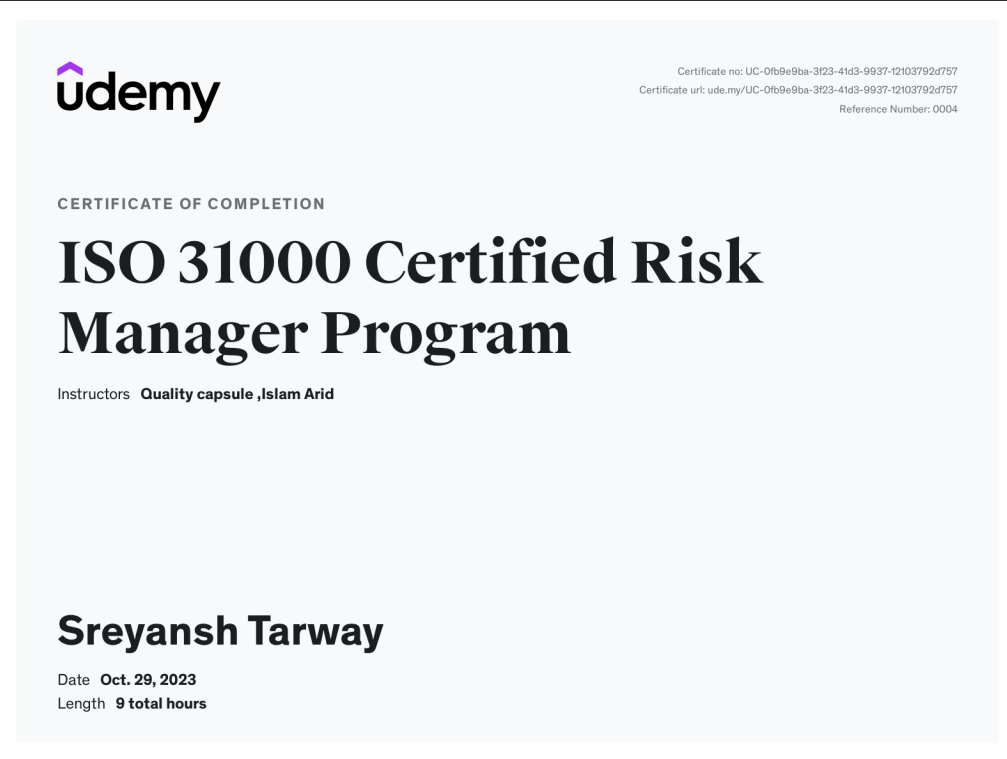 udemy
Certificate no: UC-0fb9e9ba-3f23-41d3-9937-12103792d757
Certificate url: ude.my/UC-0fb9e9ba-3f23-41d3-9937-12103792d757
Reference Number: 0004
CERTIFICATE OF COMPLETION
ISO 31000 Certified Risk
Manager Program
Instructors Quality capsule ,Islam Arid
Sreyansh Tarway
Date Oct. 29, 2023
Length 9 total hours